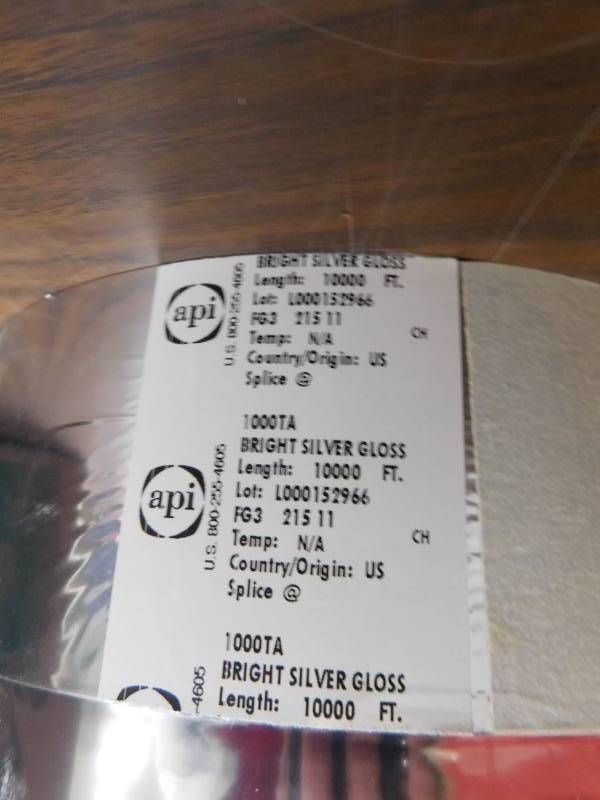 BRIGHT SILVER GLOSS
Length: 10000 FT.
Lot: L000152966
FG3 215 11
Temp: N/A CH
Country/Origin: US
Splice @
api
U.S. 800-255-4605
1000TA
BRIGHT SILVER GLOSS
Length: 10000 FT.
Lot: L000152966
FG3 215 11
Temp: N/A CH
Country/Origin: US
Splice @
api
U.S. 800-255-4605
1000TA
BRIGHT SILVER GLOSS
Length: 10000 FT.
-4605